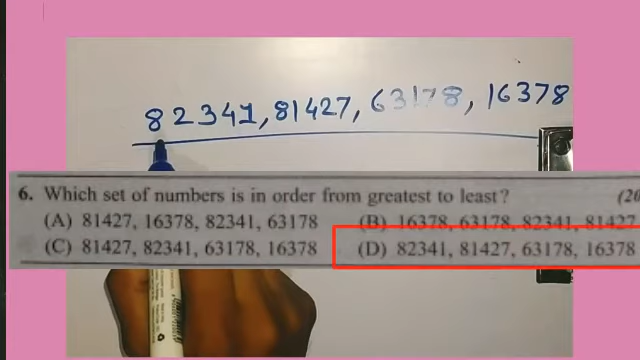 82341, 81427, 63178, 16378
6. Which set of numbers is in order from greatest to least? (20
(A) 81427, 16378, 82341, 63178 (B) 16378, 63178, 82341, 81427
(C) 81427, 82341, 63178, 16378 (D) 82341, 81427, 63178, 16378